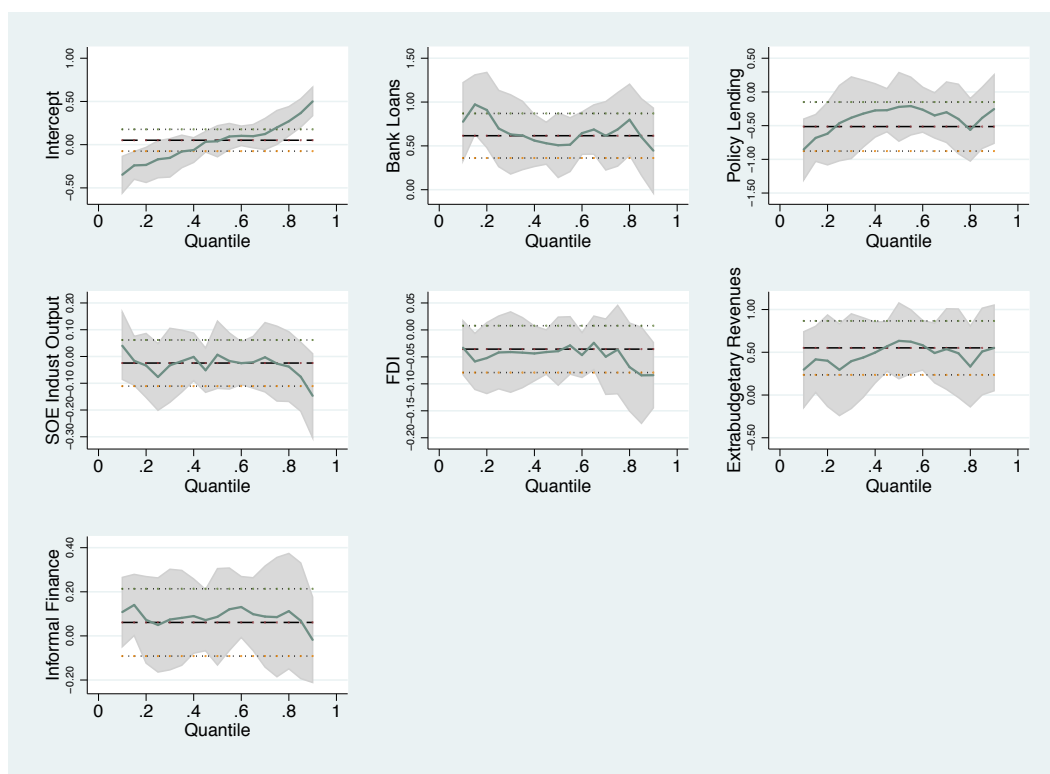 Intercept
−0.50 0.00 0.50 1.00
0 .2 .4 .6 .8 1
Quantile
Bank Loans
0.00 0.50 1.00 1.50
0 .2 .4 .6 .8 1
Quantile
Policy Lending
−1.50 −1.00 −0.50 0.00 0.50
0 .2 .4 .6 .8 1
Quantile
SOE Indust Output
−0.30 −0.20 −0.10 0.00 0.10 0.20
0 .2 .4 .6 .8 1
Quantile
FDI
−0.20 −0.15 −0.10 −0.05 0.00 0.05
0 .2 .4 .6 .8 1
Quantile
Extrabudgetary Revenues
−0.50 0.00 0.50 1.00
0 .2 .4 .6 .8 1
Quantile
Informal Finance
−0.20 0.00 0.20 0.40
0 .2 .4 .6 .8 1
Quantile